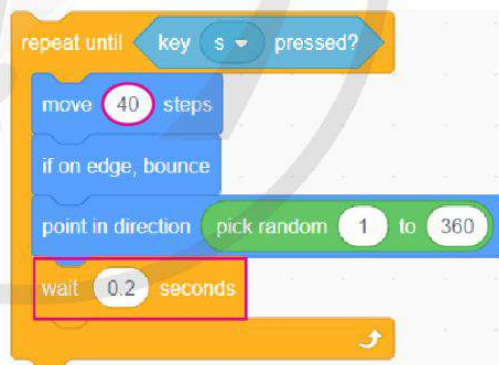 repeat until key s pressed?
move 40 steps
if on edge, bounce
point in direction pick random 1 to 360
wait 0.2 seconds